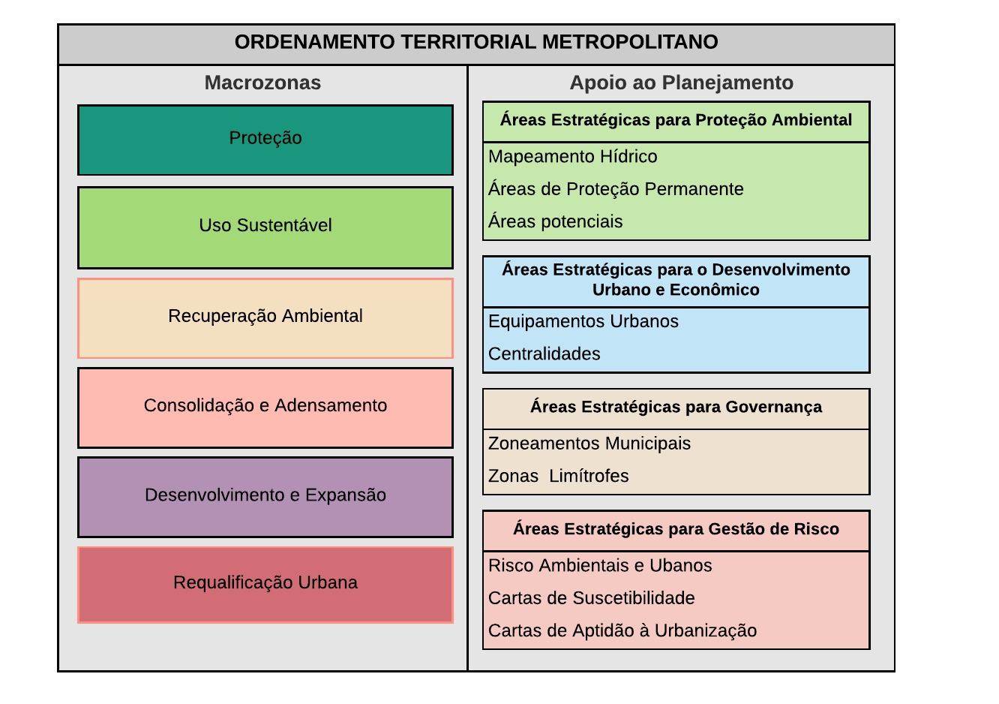 ORDENAMENTO TERRITORIAL METROPOLITANO
Macrozonas
Proteção
Uso Sustentável
Recuperação Ambiental
Consolidação e Adensamento
Desenvolvimento e Expansão
Requalificação Urbana
Apoio ao Planejamento
Áreas Estratégicas para Proteção Ambiental
Mapeamento Hídrico
Áreas de Proteção Permanente
Áreas potenciais
Áreas Estratégicas para o Desenvolvimento
Urbano e Econômico
Equipamentos Urbanos
Centralidades
Áreas Estratégicas para Governança
Zoneamentos Municipais
Zonas  Limítrofes
Áreas Estratégicas para Gestão de Risco
Risco Ambientais e Ubanos
Cartas de Suscetibilidade
Cartas de Aptidão à Urbanização